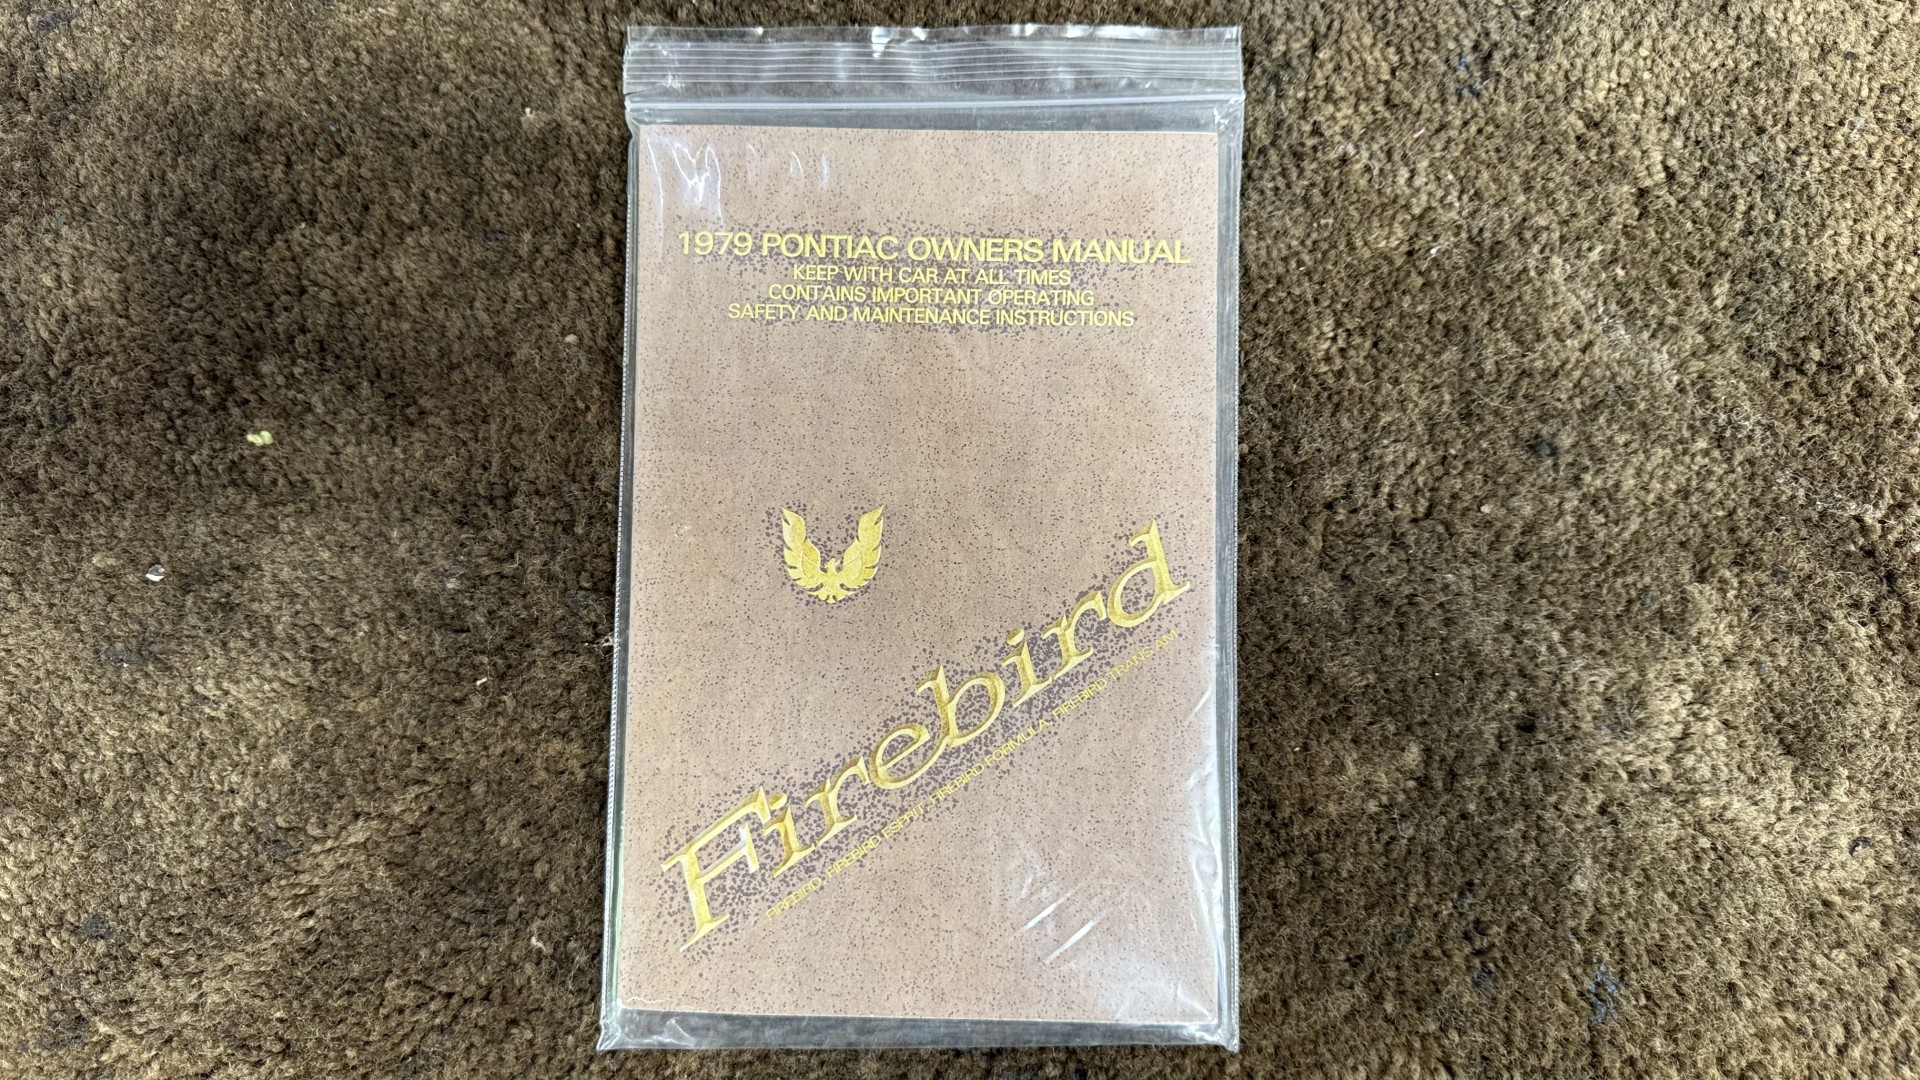 1979 PONTIAC OWNERS MANUAL
KEEP WITH CAR AT ALL TIMES
CONTAINS IMPORTANT OPERATING
SAFETY AND MAINTENANCE INSTRUCTIONS
Firebird
FIREBIRD, FIREBIRD ESPRIT, FIREBIRD FORMULA, FIREBIRD TRANS AM